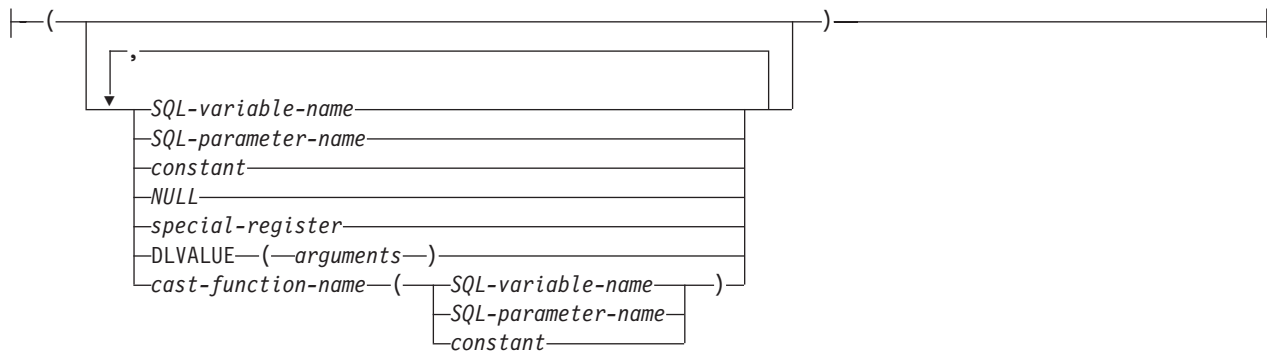 ( )
,
SQL-variable-name
SQL-parameter-name
constant
NULL
special-register
DLVALUE ( arguments )
cast-function-name ( SQL-variable-name )
SQL-parameter-name
constant